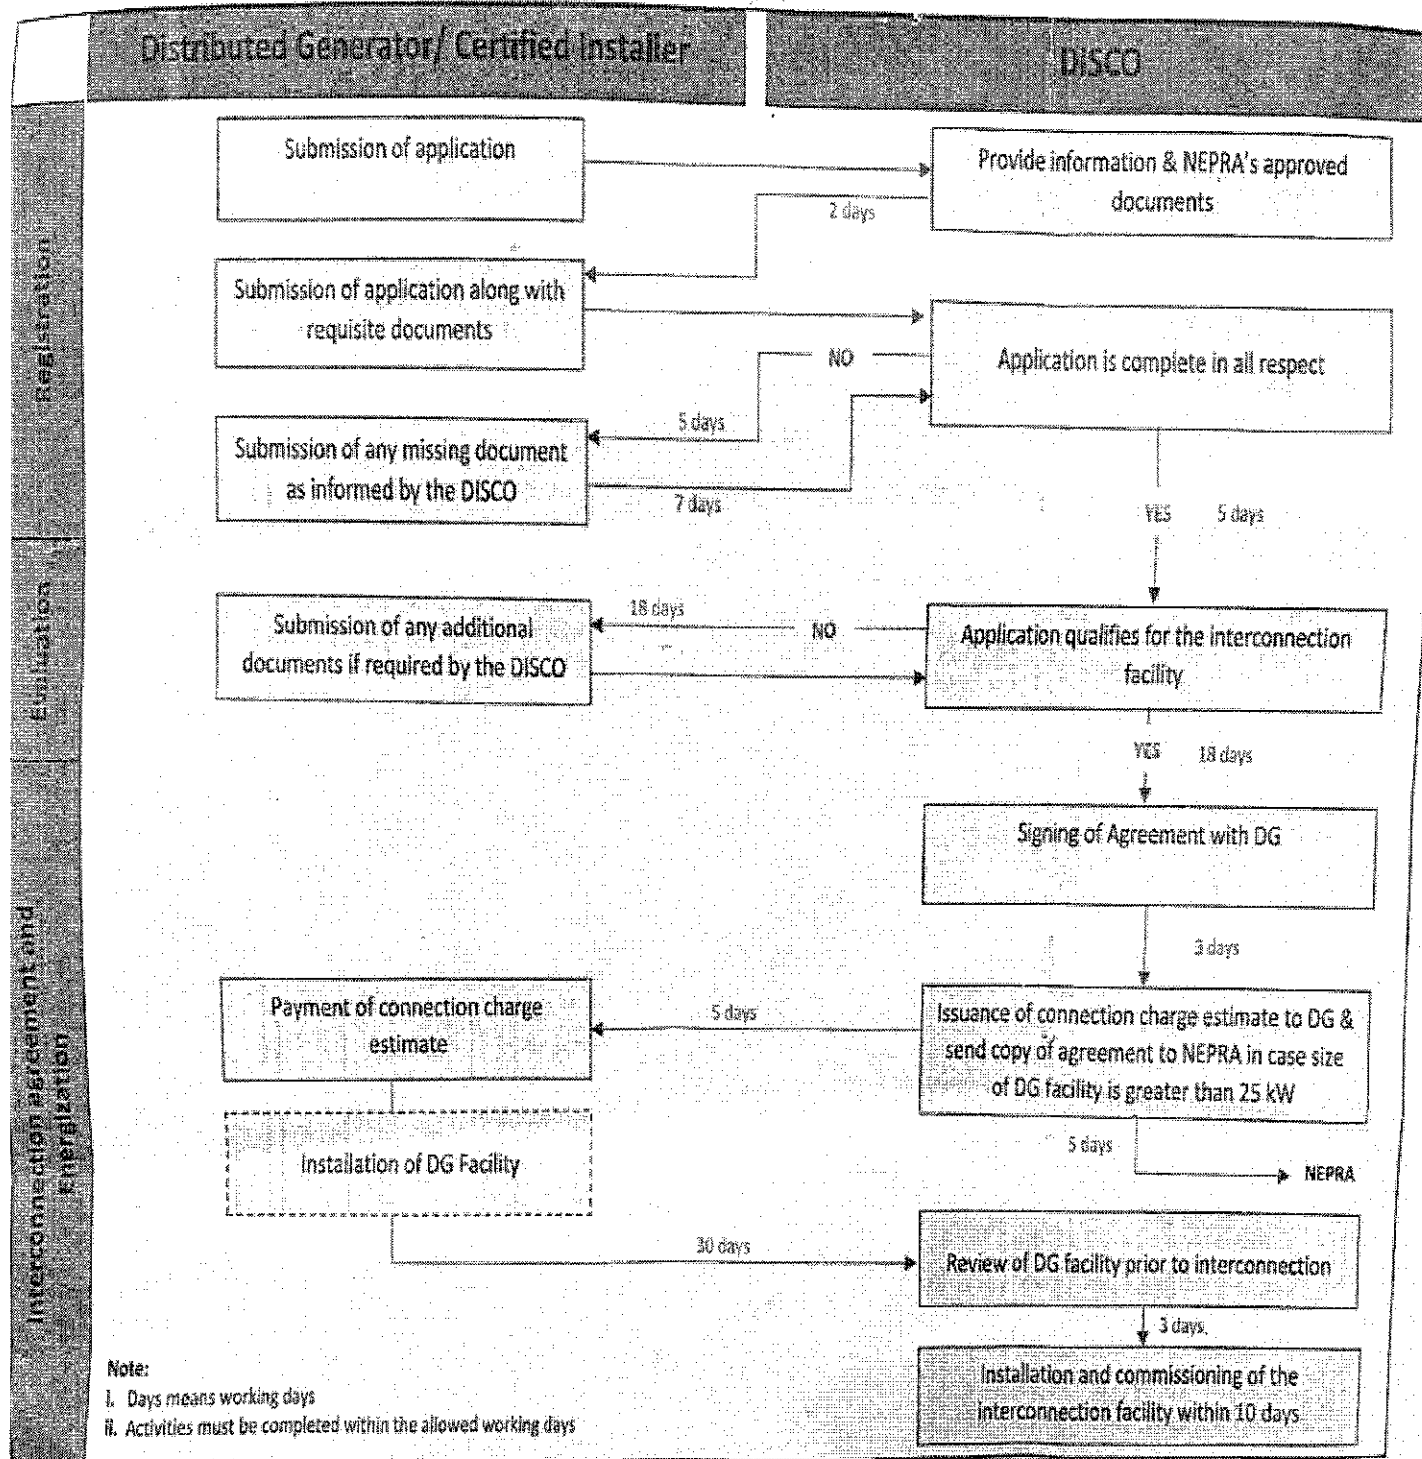 Distributed Generator/ Certified Installer
DISCO
Registration
Submission of application
Provide information & NEPRA's approved
documents
2 days
Submission of application along with
requisite documents
Application is complete in all respect
NO
5 days
Submission of any missing document
as informed by the DISCO
7 days
YES 5 days
Evaluation
Submission of any additional
documents if required by the DISCO
18 days
NO
Application qualifies for the interconnection
facility
YES 18 days
Interconnection agreement and
Energization
Signing of Agreement with DG
3 days
Payment of connection charge
estimate
5 days
Issuance of connection charge estimate to DG &
send copy of agreement to NEPRA in case size
of DG facility is greater than 25 kW
5 days
NEPRA
Installation of DG Facility
30 days
Review of DG facility prior to interconnection
3 days
Installation and commissioning of the
interconnection facility within 10 days
Note:
i. Days means working days
ii. Activities must be completed within the allowed working days